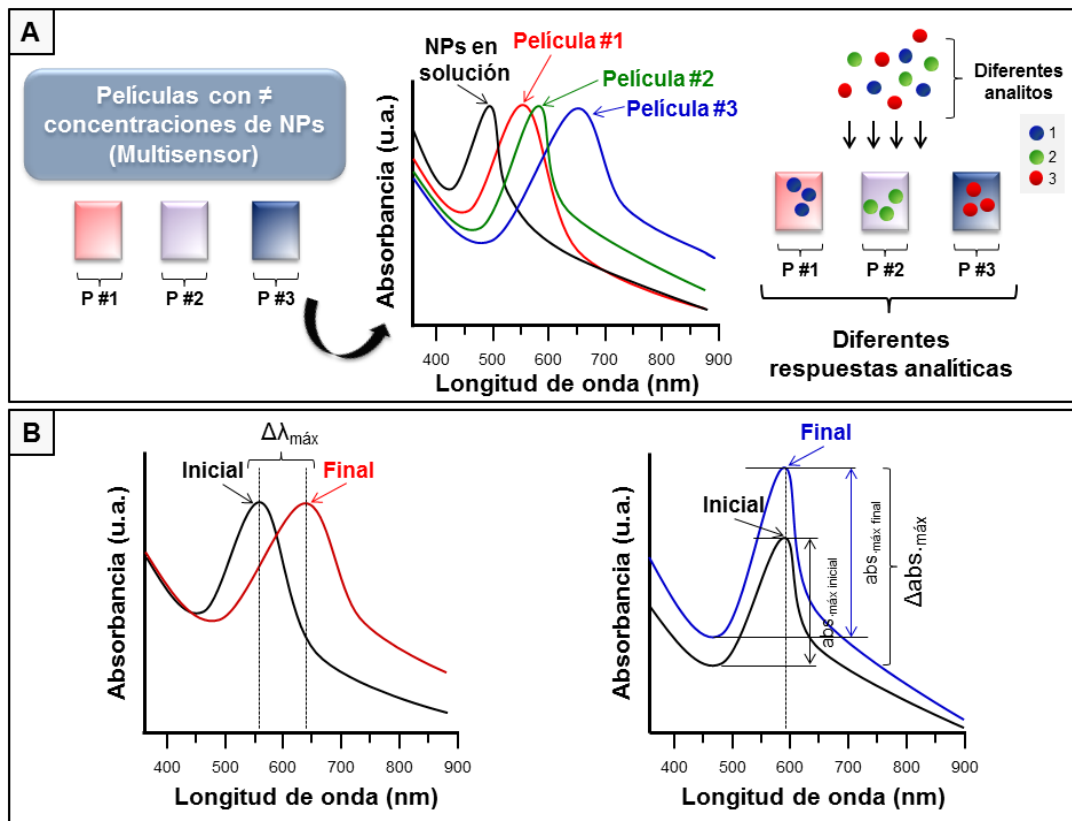 A
Películas con ≠
concentraciones de NPs
(Multisensor)
P #1
P #2
P #3
NPs en
solución
Película #1
Película #2
Película #3
Absorbancia (u.a.)
400 500 600 700 800 900
Longitud de onda (nm)
Diferentes
analitos
1
2
3
P #1
P #2
P #3
Diferentes
respuestas analíticas
B
Δλmáx
Inicial
Final
Absorbancia (u.a.)
400 500 600 700 800 900
Longitud de onda (nm)
Final
Inicial
abs.máx inicial
abs.máx final
Δabs.máx
Absorbancia (u.a.)
400 500 600 700 800 900
Longitud de onda (nm)